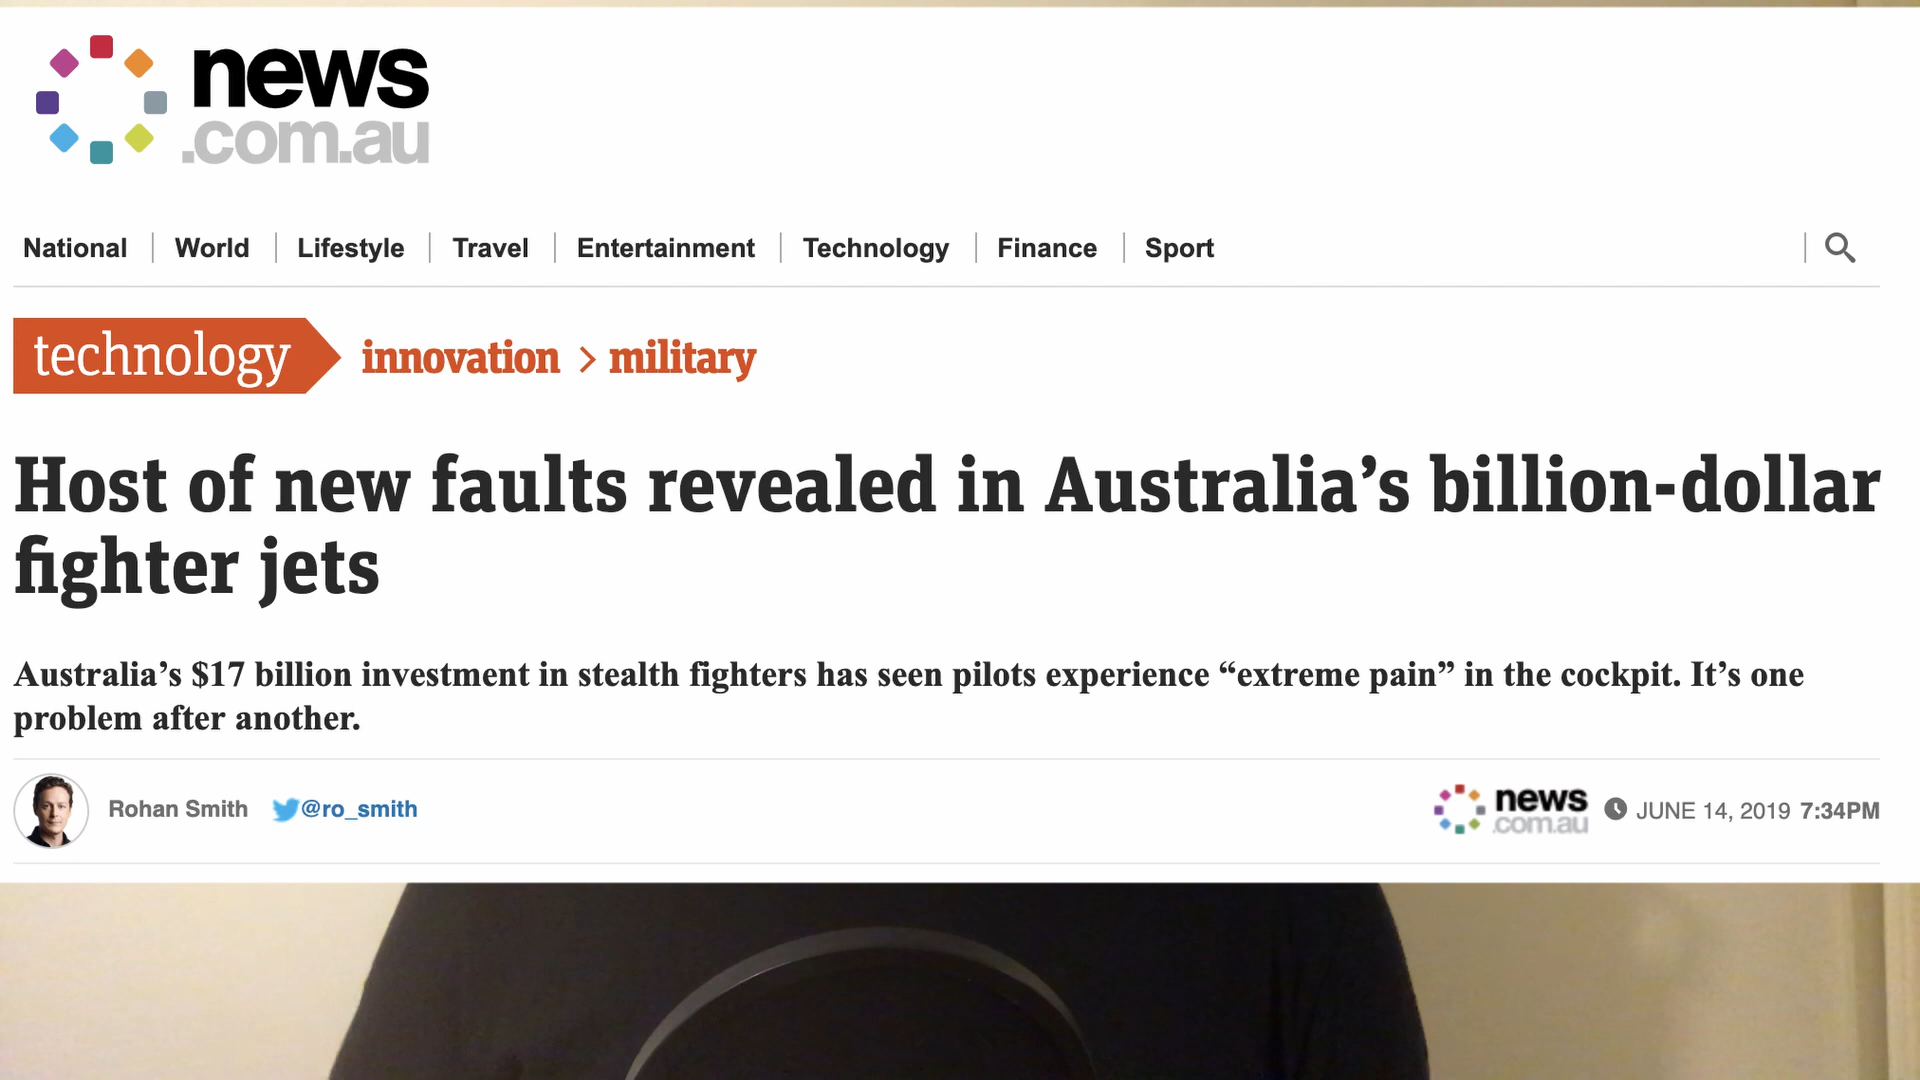 news
.com.au
National World Lifestyle Travel Entertainment Technology Finance Sport
technology innovation > military
Host of new faults revealed in Australia’s billion-dollar
fighter jets
Australia’s $17 billion investment in stealth fighters has seen pilots experience “extreme pain” in the cockpit. It’s one
problem after another.
Rohan Smith @ro_smith
news
.com.au
JUNE 14, 2019 7:34PM